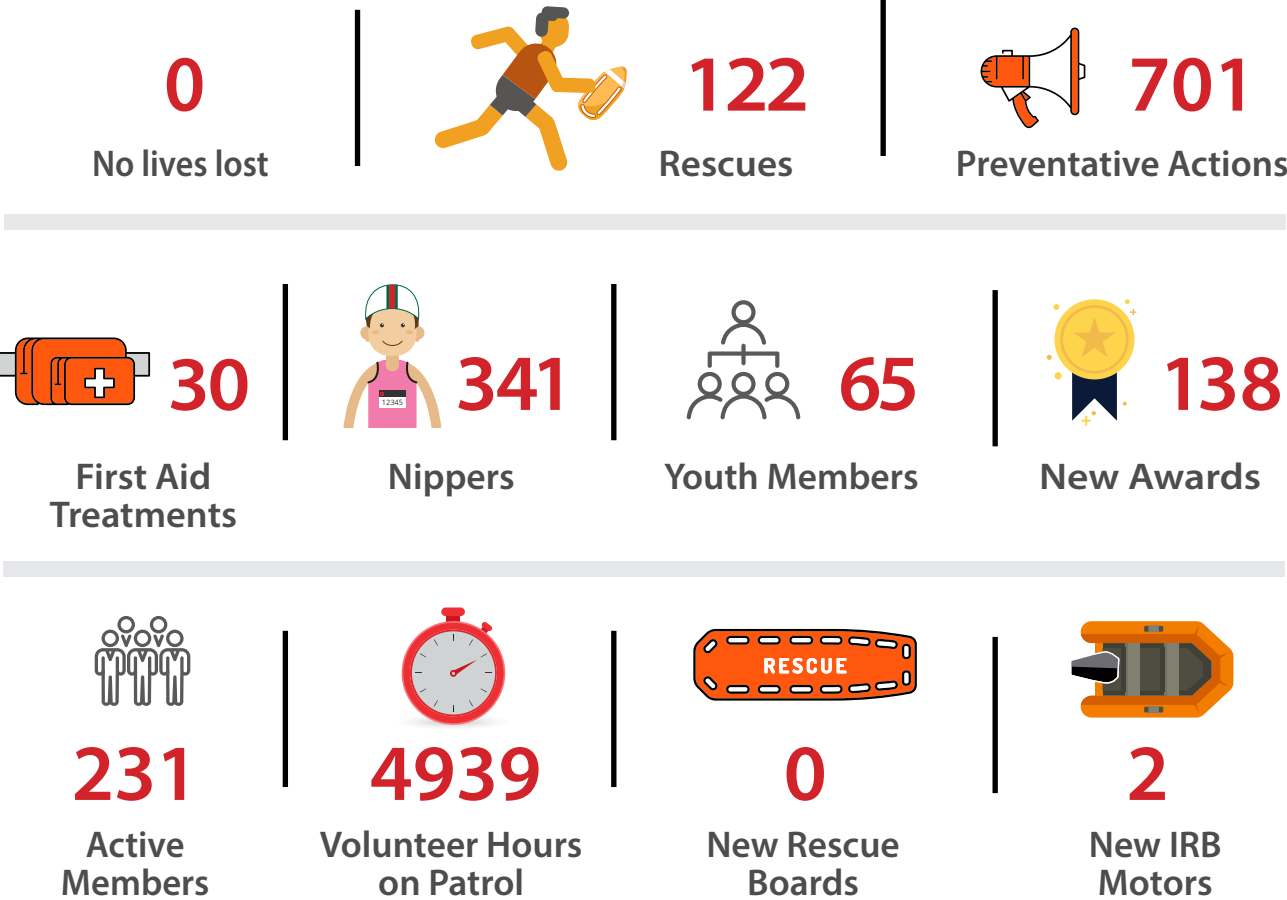 0
No lives lost
122
Rescues
701
Preventative Actions
30
First Aid
Treatments
12345
341
Nippers
65
Youth Members
138
New Awards
231
Active
Members
4939
Volunteer Hours
on Patrol
RESCUE
0
New Rescue
Boards
2
New IRB
Motors